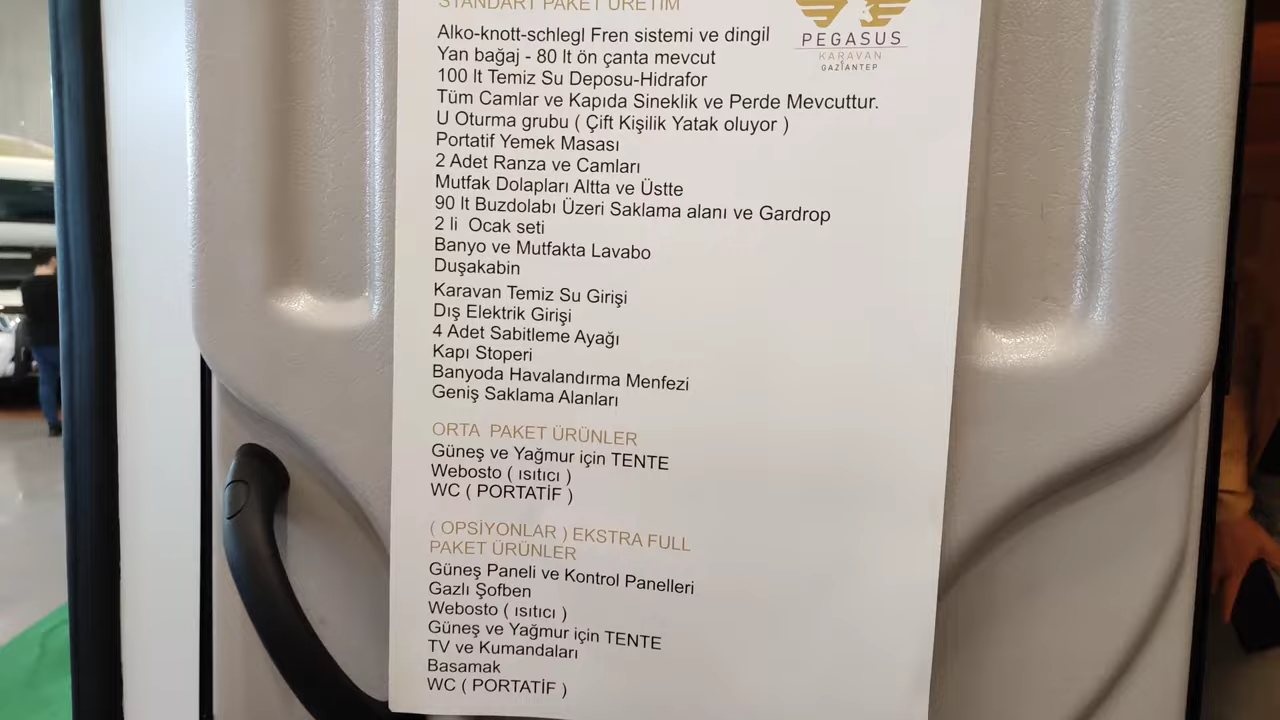 STANDART PAKET ÜRETİM
PEGASUS
KARAVAN
GAZİANTEP
Alko-knott-schlegl Fren sistemi ve dingil
Yan bağaj - 80 lt ön çanta mevcut
100 lt Temiz Su Deposu-Hidrafor
Tüm Camlar ve Kapıda Sineklik ve Perde Mevcuttur.
U Oturma grubu ( Çift Kişilik Yatak oluyor )
Portatif Yemek Masası
2 Adet Ranza ve Camları
Mutfak Dolapları Altta ve Üstte
90 lt Buzdolabı Üzeri Saklama alanı ve Gardrop
2 li Ocak seti
Banyo ve Mutfakta Lavabo
Duşakabin
Karavan Temiz Su Girişi
Dış Elektrik Girişi
4 Adet Sabitleme Ayağı
Kapı Stoperi
Banyoda Havalandırma Menfezi
Geniş Saklama Alanları
ORTA PAKET ÜRÜNLER
Güneş ve Yağmur için TENTE
Webosto ( ısıtıcı )
WC ( PORTATİF )
( OPSİYONLAR ) EKSTRA FULL
PAKET ÜRÜNLER
Güneş Paneli ve Kontrol Panelleri
Gazlı Şofben
Webosto ( ısıtıcı )
Güneş ve Yağmur için TENTE
TV ve Kumandaları
Basamak
WC ( PORTATİF )